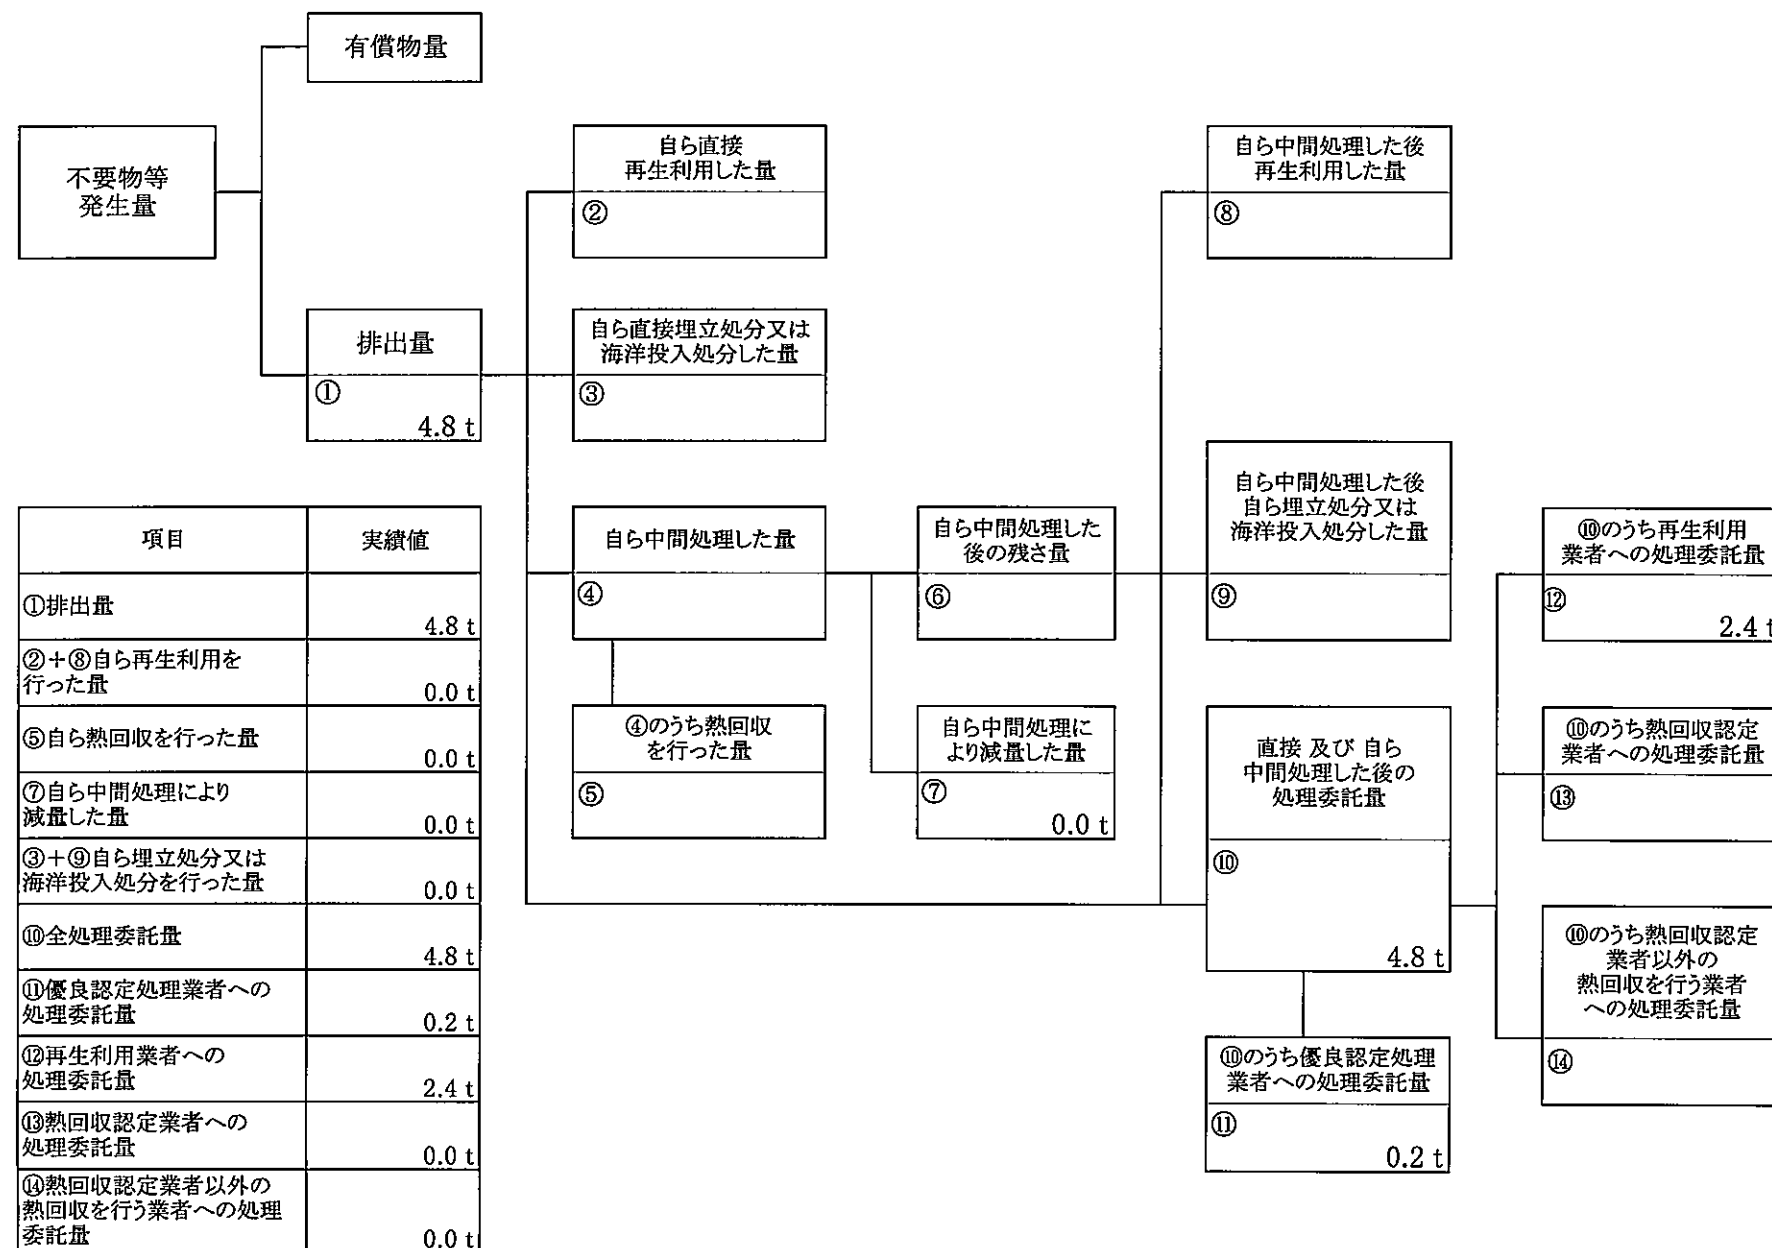 有償物量
不要物等
発生量
自ら直接
再生利用した量
②
自ら中間処理した後
再生利用した量
⑧
排出量
①
4.8 t
自ら直接埋立処分又は
海洋投入処分した量
③
自ら中間処理した量
④
自ら中間処理した
後の残さ量
⑥
自ら中間処理した後
自ら埋立処分又は
海洋投入処分した量
⑨
⑩のうち再生利用
業者への処理委託量
⑫
2.4 t
④のうち熱回収
を行った量
⑤
自ら中間処理に
より減量した量
⑦
0.0 t
直接 及び 自ら
中間処理した後の
処理委託量
⑩
4.8 t
⑩のうち熱回収認定
業者への処理委託量
⑬
⑩のうち熱回収認定
業者以外の
熱回収を行う業者
への処理委託量
⑭
⑩のうち優良認定処理
業者への処理委託量
⑪
0.2 t
項目 実績値
①排出量
4.8 t
②+⑧自ら再生利用を
行った量
0.0 t
⑤自ら熱回収を行った量
0.0 t
⑦自ら中間処理により
減量した量
0.0 t
③+⑨自ら埋立処分又は
海洋投入処分を行った量
0.0 t
⑩全処理委託量
4.8 t
⑪優良認定処理業者への
処理委託量
0.2 t
⑫再生利用業者への
処理委託量
2.4 t
⑬熱回収認定業者への
処理委託量
0.0 t
⑭熱回収認定業者以外の
熱回収を行う業者への処理
委託量
0.0 t